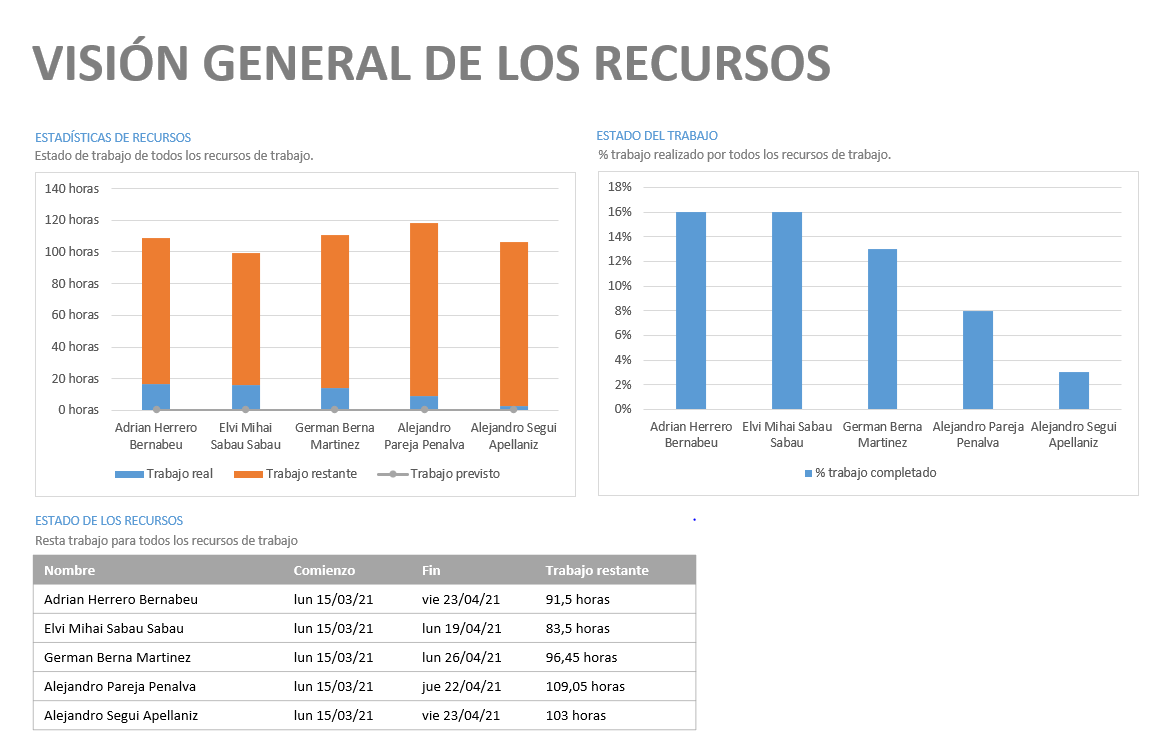 VISIÓN GENERAL DE LOS RECURSOS
ESTADÍSTICAS DE RECURSOS
Estado de trabajo de todos los recursos de trabajo.
140 horas
120 horas
100 horas
80 horas
60 horas
40 horas
20 horas
0 horas
Adrian Herrero Elvi Mihai German Berna Alejandro Alejandro Segui
Bernabeu Sabau Sabau Martinez Pareja Penalva Apellaniz
Trabajo real Trabajo restante Trabajo previsto
ESTADO DEL TRABAJO
% trabajo realizado por todos los recursos de trabajo.
18%
16%
14%
12%
10%
8%
6%
4%
2%
0%
Adrian Herrero Elvi Mihai Sabau German Berna Alejandro Pareja Alejandro Segui
Bernabeu Sabau Martinez Penalva Apellaniz
% trabajo completado
ESTADO DE LOS RECURSOS
Resta trabajo para todos los recursos de trabajo
Nombre Comienzo Fin Trabajo restante
Adrian Herrero Bernabeu lun 15/03/21 vie 23/04/21 91,5 horas
Elvi Mihai Sabau Sabau lun 15/03/21 lun 19/04/21 83,5 horas
German Berna Martinez lun 15/03/21 lun 26/04/21 96,45 horas
Alejandro Pareja Penalva lun 15/03/21 jue 22/04/21 109,05 horas
Alejandro Segui Apellaniz lun 15/03/21 vie 23/04/21 103 horas